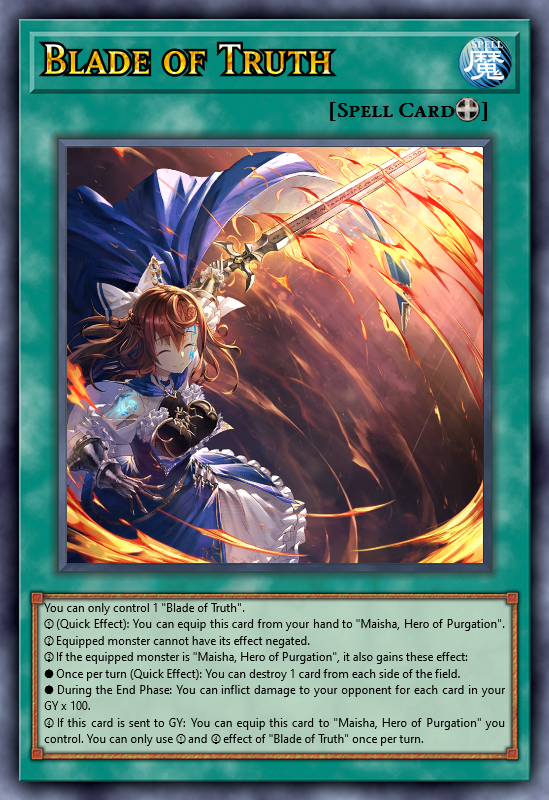 Blade of Truth
SPELL
魔
[Spell Card]
You can only control 1 "Blade of Truth".
① (Quick Effect): You can equip this card from your hand to "Maisha, Hero of Purgation".
② Equipped monster cannot have its effect negated.
③ If the equipped monster is "Maisha, Hero of Purgation", it also gains these effect:
● Once per turn (Quick Effect): You can destroy 1 card from each side of the field.
● During the End Phase: You can inflict damage to your opponent for each card in your
GY x 100.
④ If this card is sent to GY: You can equip this card to "Maisha, Hero of Purgation" you
control. You can only use ① and ④ effect of "Blade of Truth" once per turn.